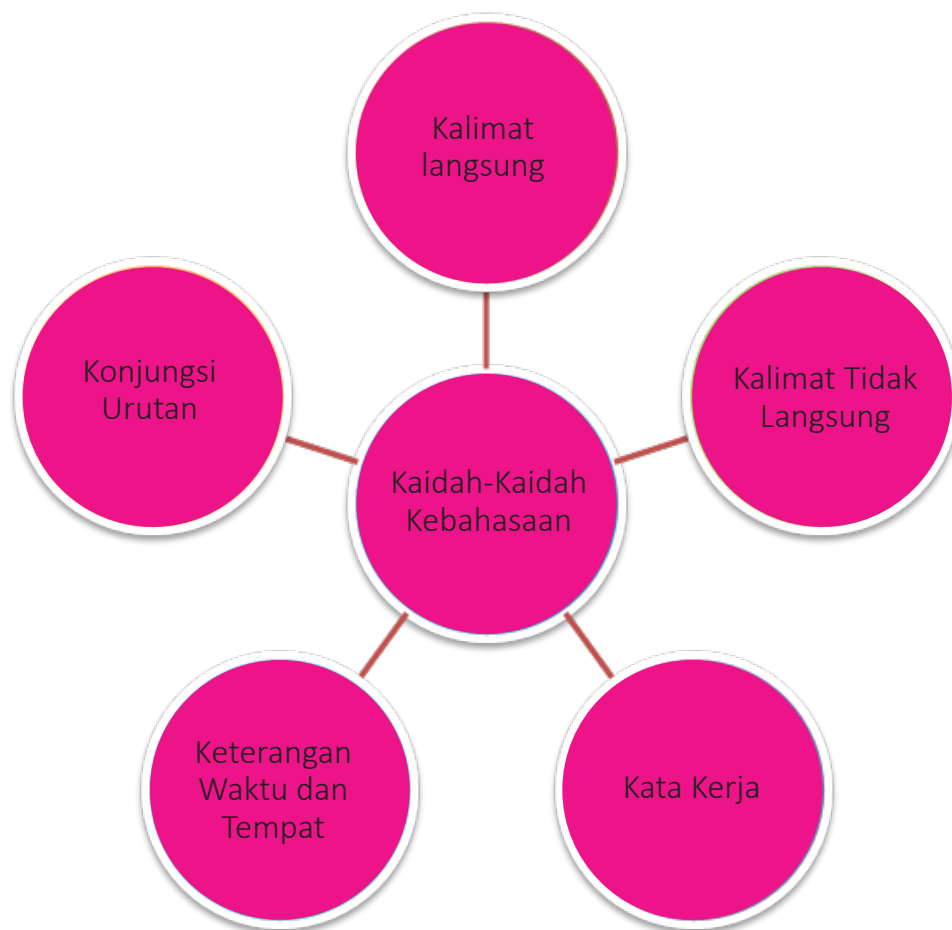 Kalimat
langsung
Kalimat Tidak
Langsung
Kata Kerja
Keterangan
Waktu dan
Tempat
Konjungsi
Urutan
Kaidah-Kaidah
Kebahasaan